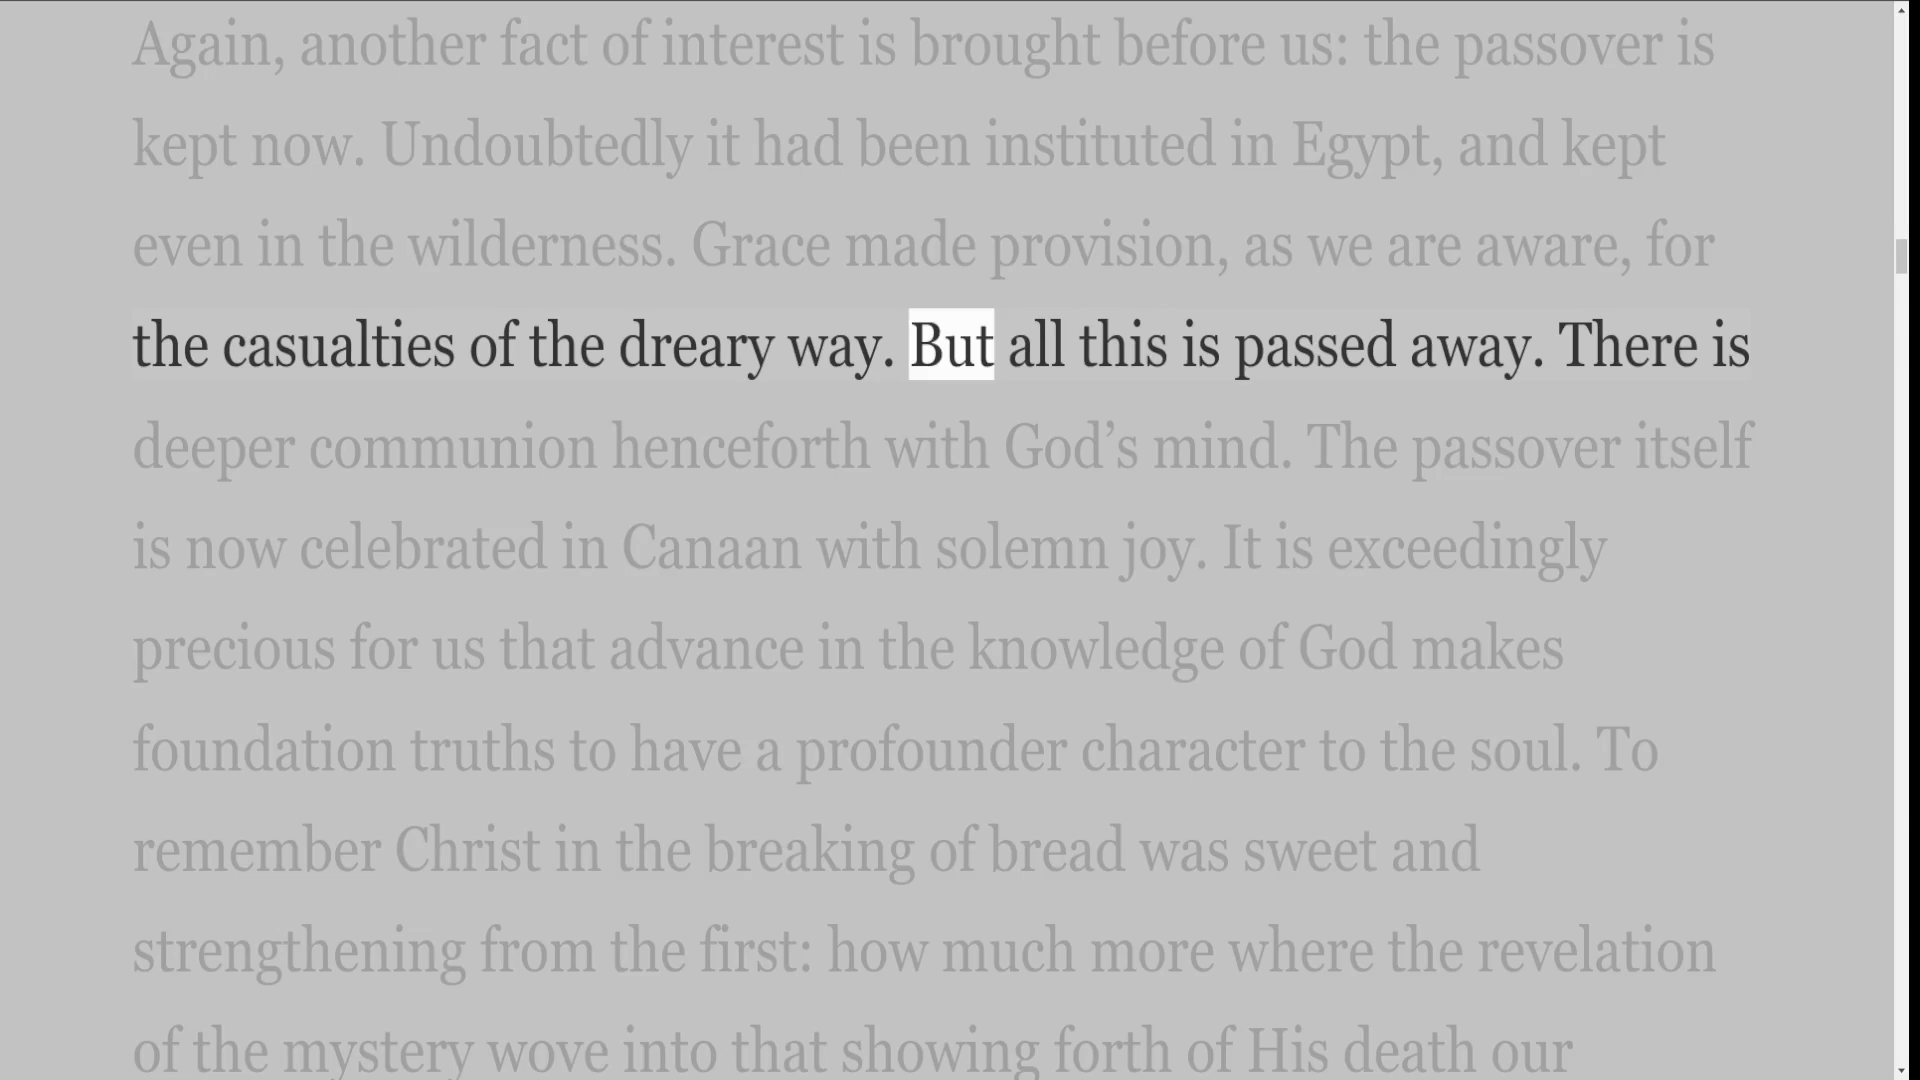 Again, another fact of interest is brought before us: the passover is
kept now. Undoubtedly it had been instituted in Egypt, and kept
even in the wilderness. Grace made provision, as we are aware, for
the casualties of the dreary way. But all this is passed away. There is
deeper communion henceforth with God’s mind. The passover itself
is now celebrated in Canaan with solemn joy. It is exceedingly
precious for us that advance in the knowledge of God makes
foundation truths to have a profounder character to the soul. To
remember Christ in the breaking of bread was sweet and
strengthening from the first: how much more where the revelation
of the mystery wove into that showing forth of His death our